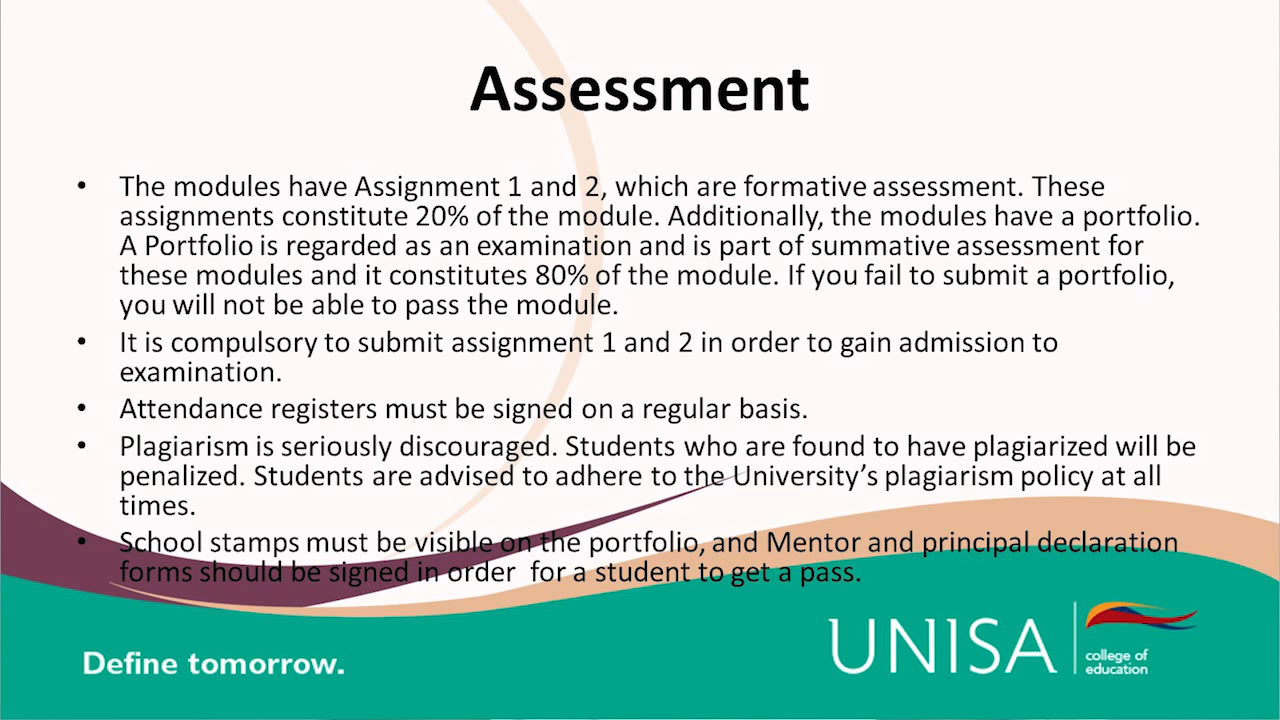 Assessment
• The modules have Assignment 1 and 2, which are formative assessment. These
assignments constitute 20% of the module. Additionally, the modules have a portfolio.
A Portfolio is regarded as an examination and is part of summative assessment for
these modules and it constitutes 80% of the module. If you fail to submit a portfolio,
you will not be able to pass the module.
• It is compulsory to submit assignment 1 and 2 in order to gain admission to
examination.
• Attendance registers must be signed on a regular basis.
• Plagiarism is seriously discouraged. Students who are found to have plagiarized will be
penalized. Students are advised to adhere to the University’s plagiarism policy at all
times.
• School stamps must be visible on the portfolio, and Mentor and principal declaration
forms should be signed in order for a student to get a pass.
Define tomorrow.
UNISA
college of
education